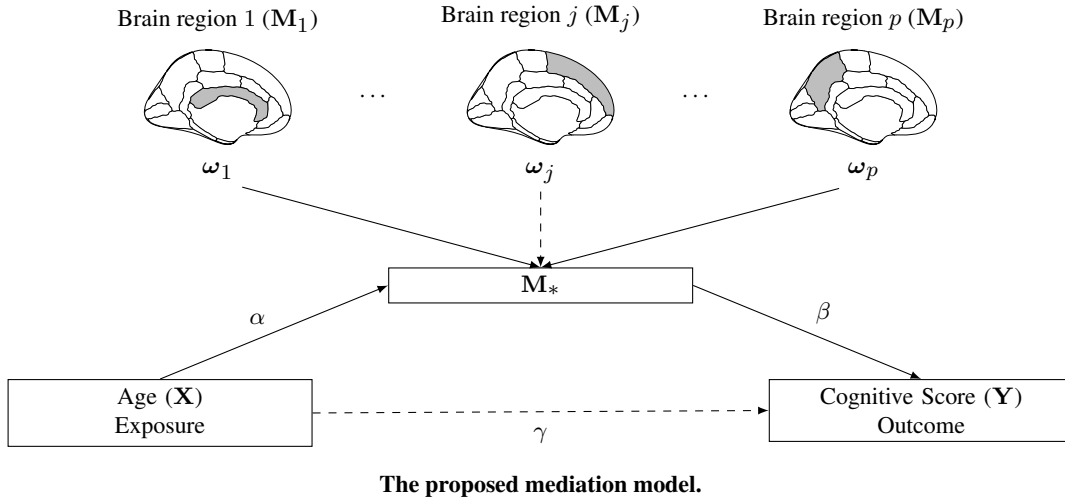 Brain region 1 (M₁)
Brain region j (Mⱼ)
Brain region p (Mₚ)
...
...
ω₁
ωⱼ
ωₚ
M∗
α
β
Age (X)
Exposure
Cognitive Score (Y)
Outcome
γ
The proposed mediation model.